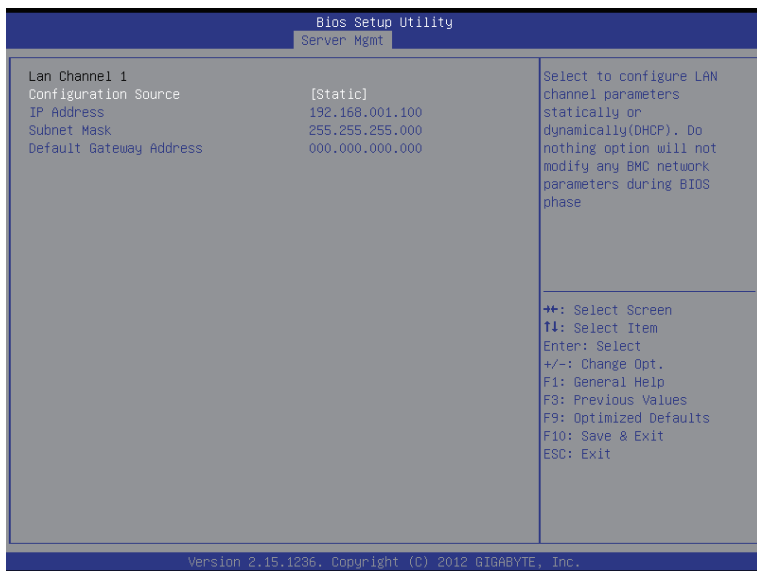 Bios Setup Utility
Server Mgmt
Lan Channel 1
Configuration Source [Static]
IP Address 192.168.001.100
Subnet Mask 255.255.255.000
Default Gateway Address 000.000.000.000
Select to configure LAN
channel parameters
statically or
dynamically(DHCP). Do
nothing option will not
modify any BMC network
parameters during BIOS
phase
→←: Select Screen
↑↓: Select Item
Enter: Select
+/-: Change Opt.
F1: General Help
F3: Previous Values
F9: Optimized Defaults
F10: Save & Exit
ESC: Exit
Version 2.15.1236. Copyright (C) 2012 GIGABYTE, Inc.